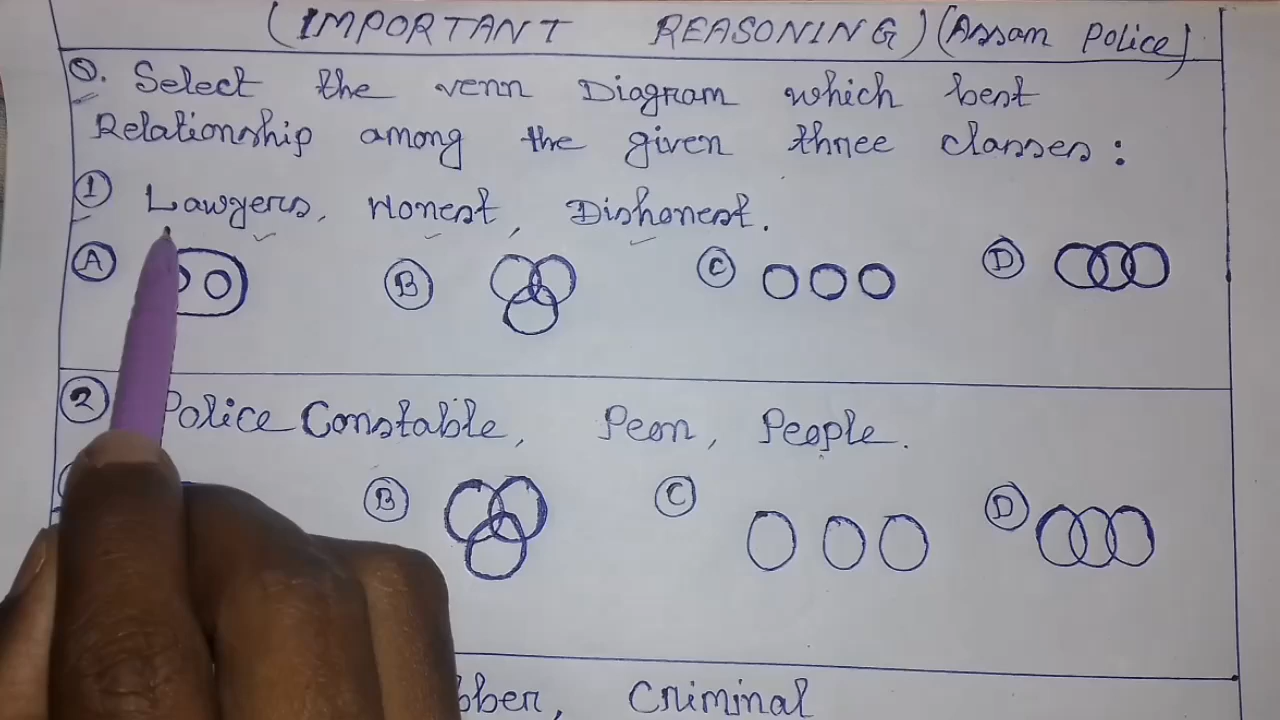 (IMPORTANT REASONING) (Assam Police)
Q. Select the venn Diagram which best
Relationship among the given three classes:
① Lawyers, Honest, Dishonest.
Ⓐ Ⓑ Ⓒ Ⓓ
② Police Constable, Peon, People.
Ⓑ Ⓒ Ⓓ
Criminal